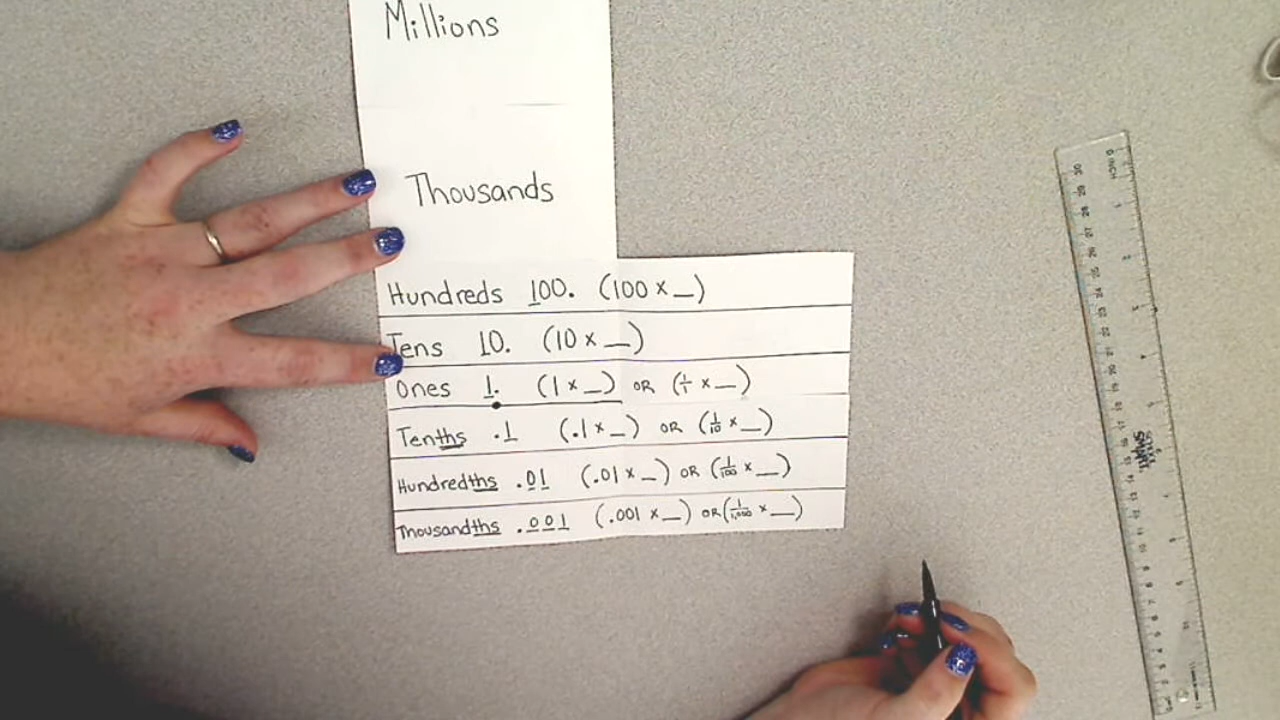 Millions
Thousands
Hundreds 100. (100 x __)
Tens 10. (10 x __)
Ones 1. (1 x __) OR (1/1 x __)
Tenths .1 (.1 x __) OR (1/10 x __)
Hundredths .01 (.01 x __) OR (1/100 x __)
Thousandths .001 (.001 x __) OR (1/1,000 x __)
INCH